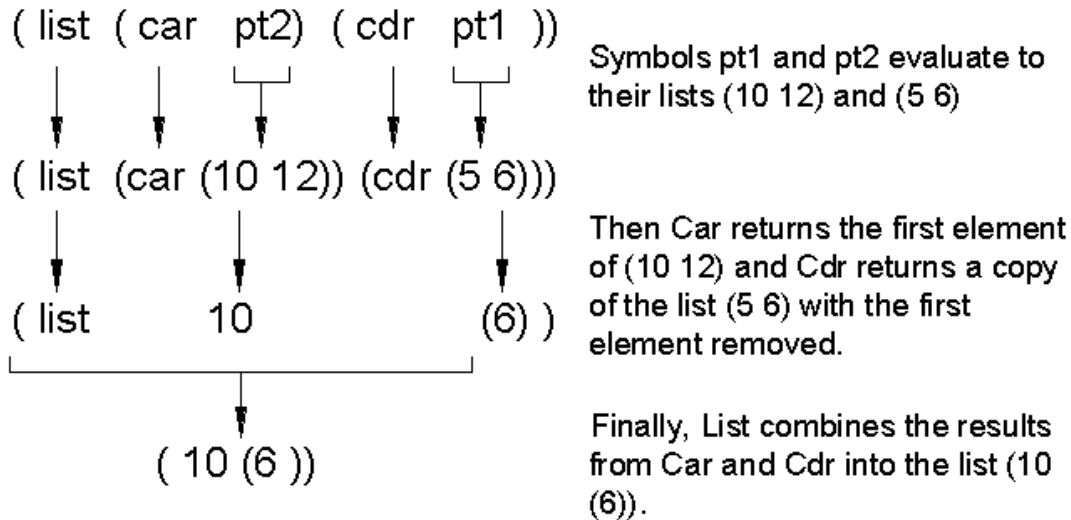 ( list ( car pt2) ( cdr pt1 ))
Symbols pt1 and pt2 evaluate to
their lists (10 12) and (5 6)
( list (car (10 12)) (cdr (5 6)))
Then Car returns the first element
of (10 12) and Cdr returns a copy
of the list (5 6) with the first
element removed.
( list 10 (6) )
Finally, List combines the results
from Car and Cdr into the list (10
(6)).
( 10 (6 ))